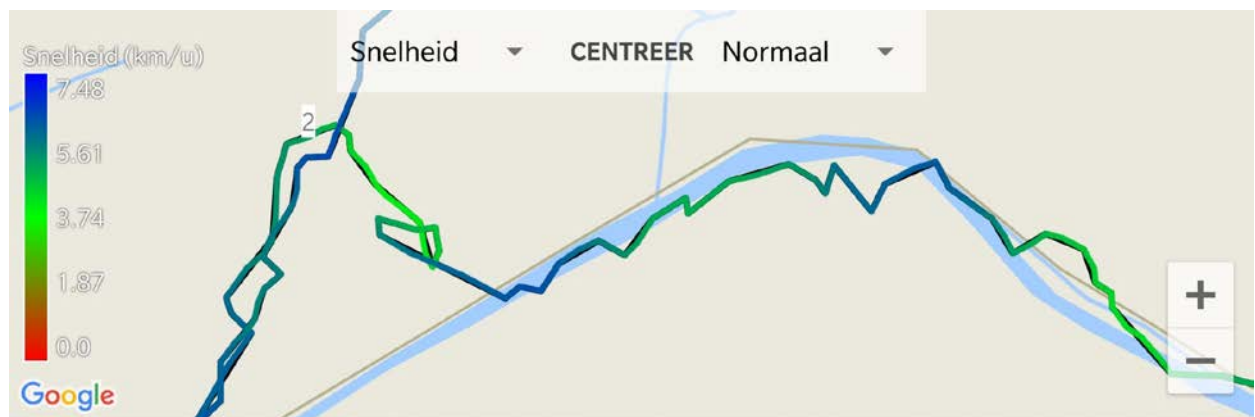 Snelheid CENTREER Normaal
Snelheid (km/u)
7.48
5.61
3.74
1.87
0.0
2
+
−
Google